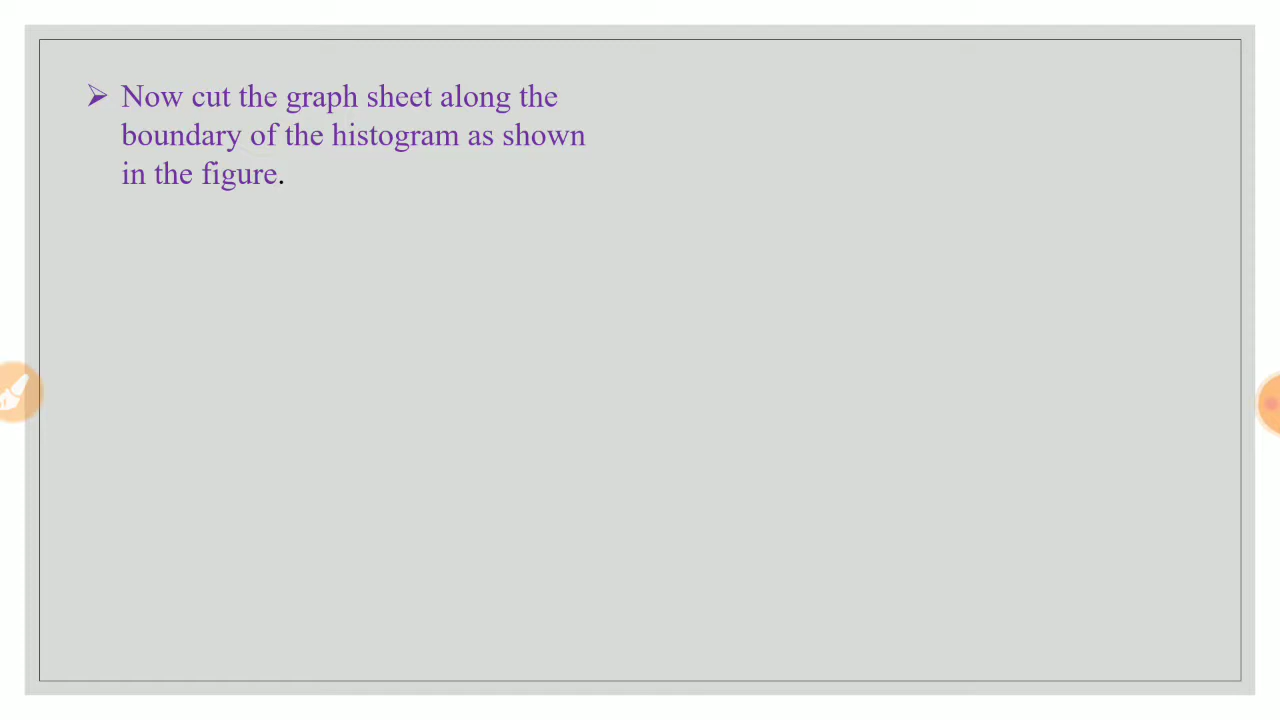 ➢ Now cut the graph sheet along the
boundary of the histogram as shown
in the figure.